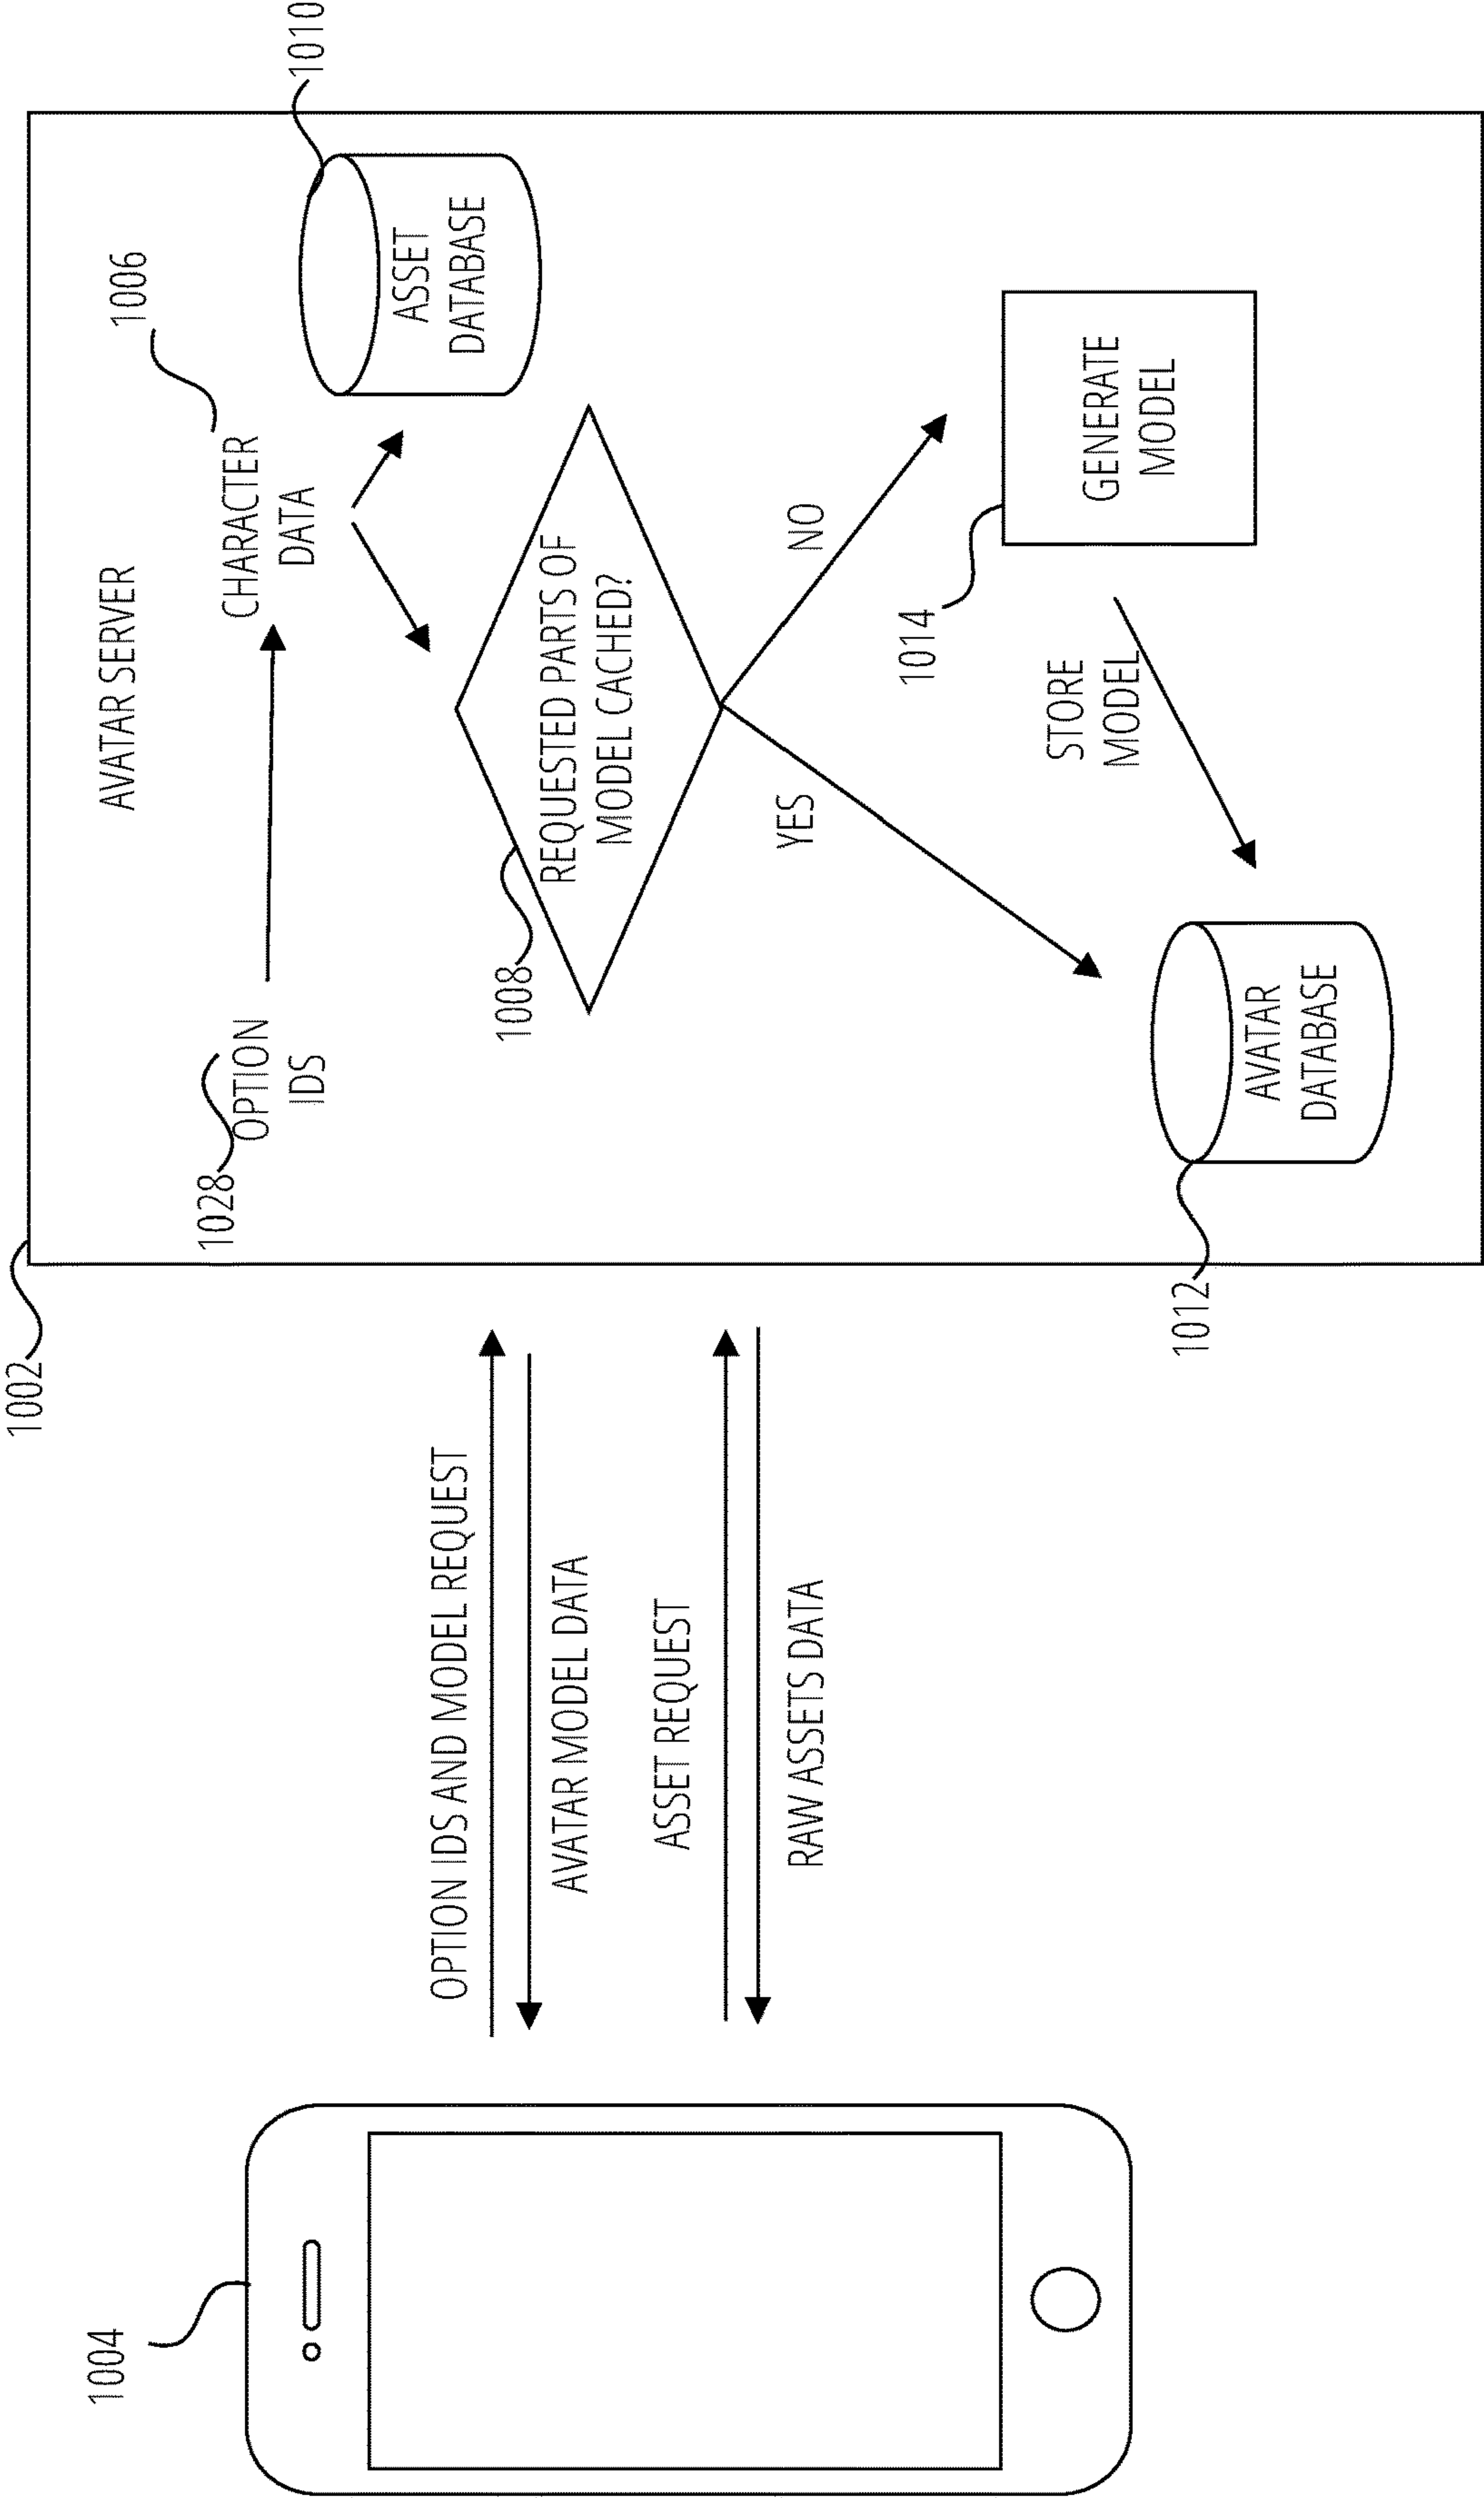 1002
AVATAR SERVER
1006
1010
1028
OPTION
IDS
CHARACTER
DATA
ASSET
DATABASE
1008
REQUESTED PARTS OF
MODEL CACHED?
YES
NO
1014
GENERATE
MODEL
STORE
MODEL
1012
AVATAR
DATABASE
1004
OPTION IDS AND MODEL REQUEST
AVATAR MODEL DATA
ASSET REQUEST
RAW ASSETS DATA